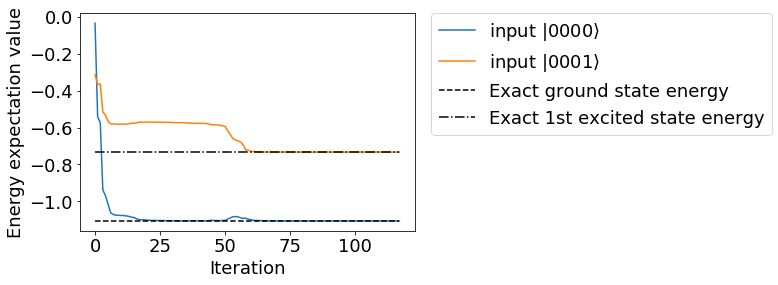 Energy expectation value
0.0
−0.2
−0.4
−0.6
−0.8
−1.0
0
25
50
75
100
Iteration
input |0000⟩
input |0001⟩
Exact ground state energy
Exact 1st excited state energy